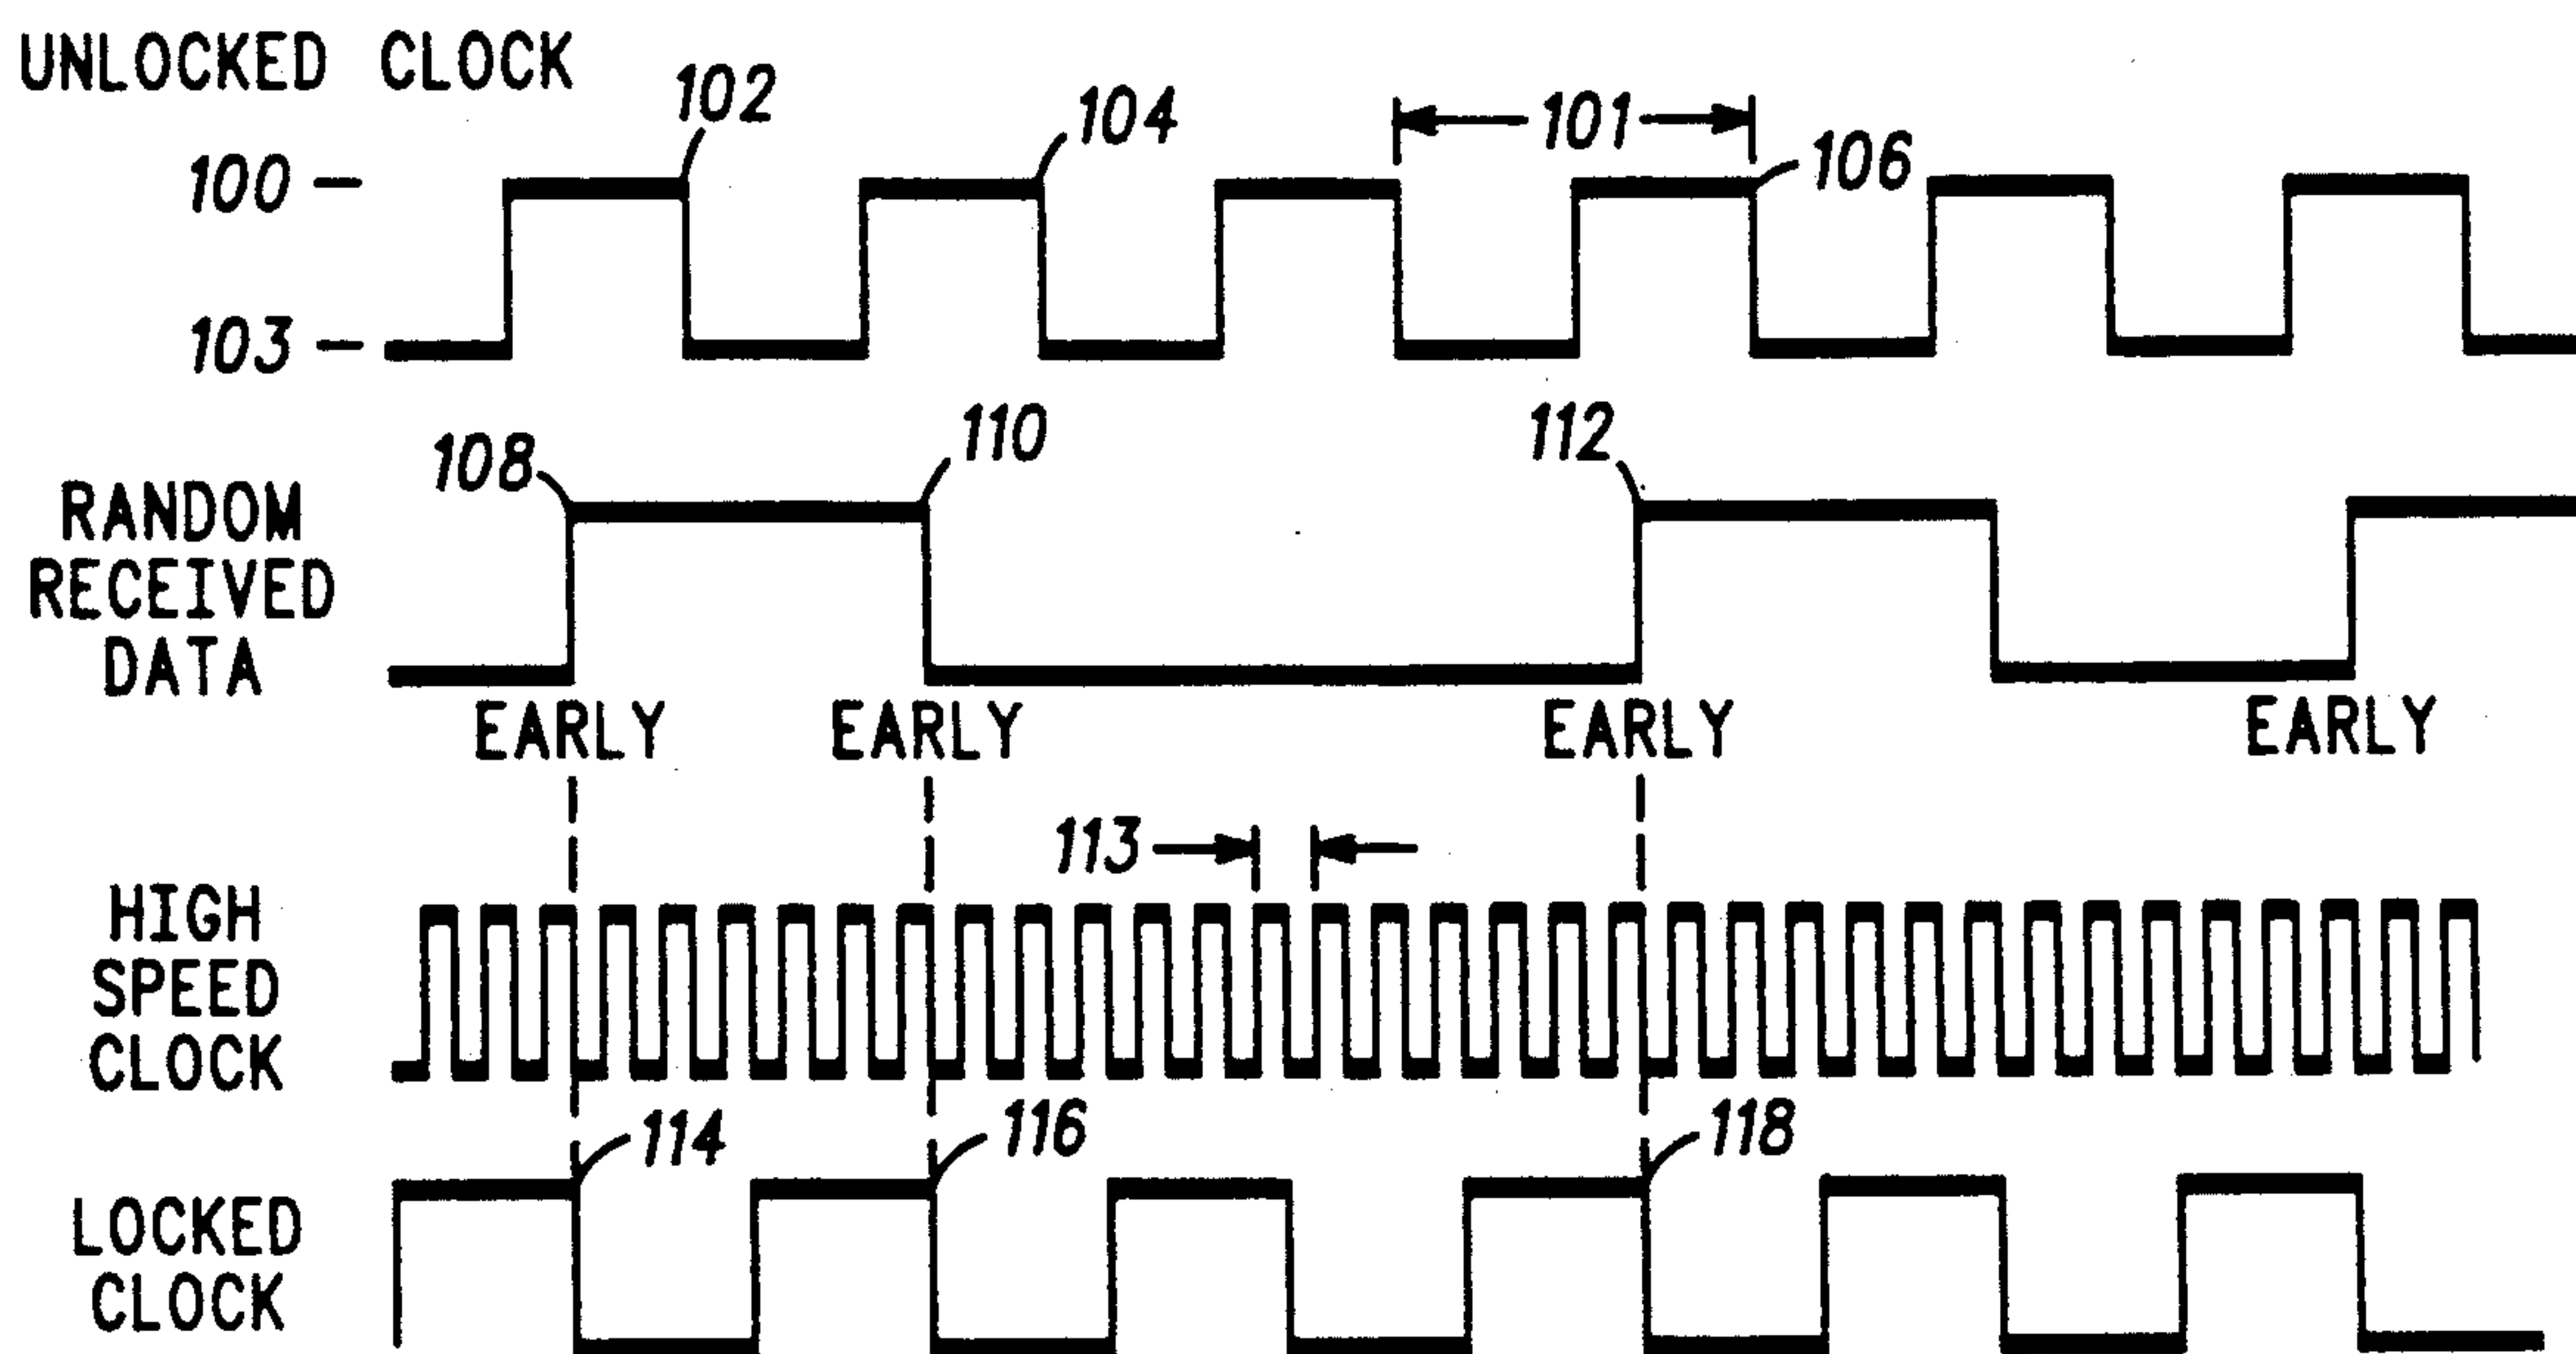 UNLOCKED CLOCK
102
104
101
106
100
103
108
110
112
RANDOM
RECEIVED
DATA
EARLY EARLY EARLY EARLY
113
HIGH
SPEED
CLOCK
114
116
118
LOCKED
CLOCK